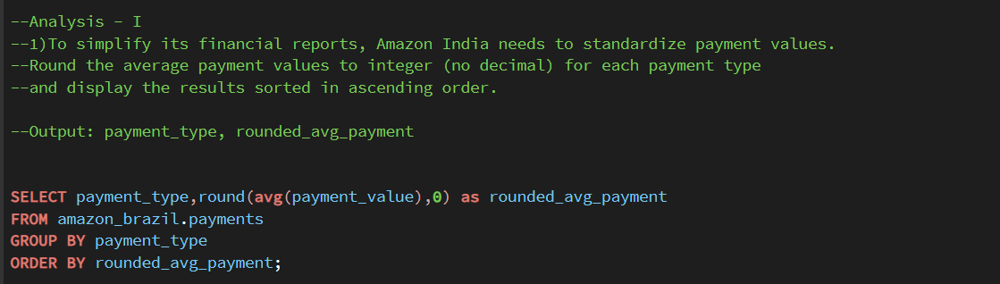 --Analysis - I
--1)To simplify its financial reports, Amazon India needs to standardize payment values.
--Round the average payment values to integer (no decimal) for each payment type
--and display the results sorted in ascending order.
--Output: payment_type, rounded_avg_payment
SELECT payment_type,round(avg(payment_value),0) as rounded_avg_payment
FROM amazon_brazil.payments
GROUP BY payment_type
ORDER BY rounded_avg_payment;